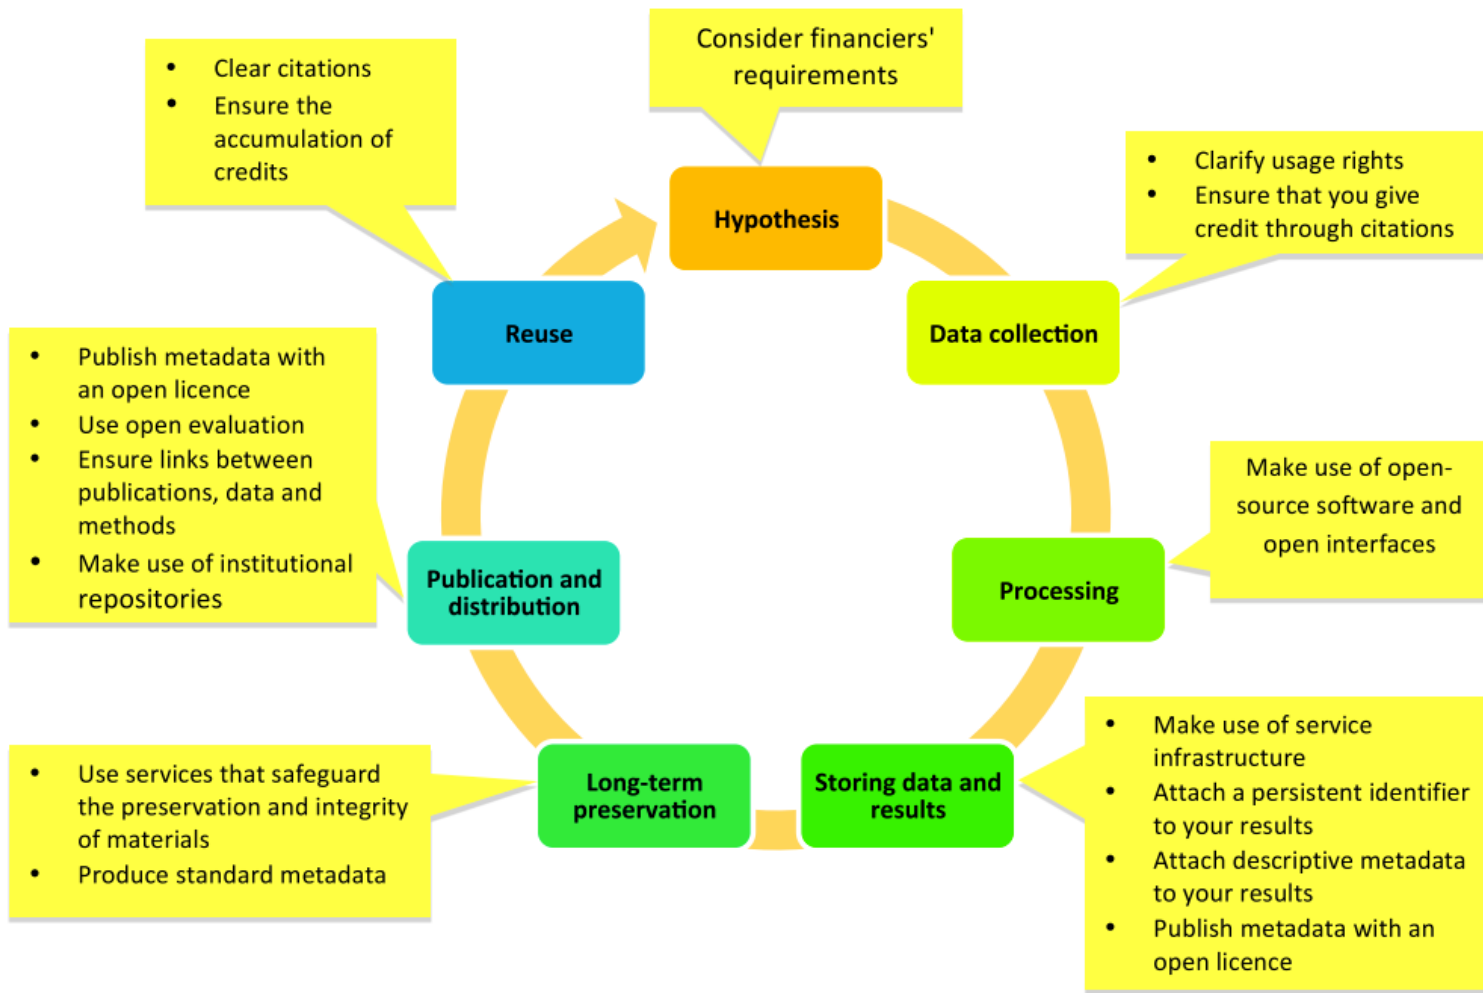 Consider financiers'
requirements
• Clear citations
• Ensure the
accumulation of
credits
• Clarify usage rights
• Ensure that you give
credit through citations
Hypothesis
Reuse
Data collection
• Publish metadata with
an open licence
• Use open evaluation
• Ensure links between
publications, data and
methods
• Make use of institutional
repositories
Make use of open-
source software and
open interfaces
Publication and
distribution
Processing
• Use services that safeguard
the preservation and integrity
of materials
• Produce standard metadata
Long-term
preservation
Storing data and
results
• Make use of service
infrastructure
• Attach a persistent identifier
to your results
• Attach descriptive metadata
to your results
• Publish metadata with an
open licence